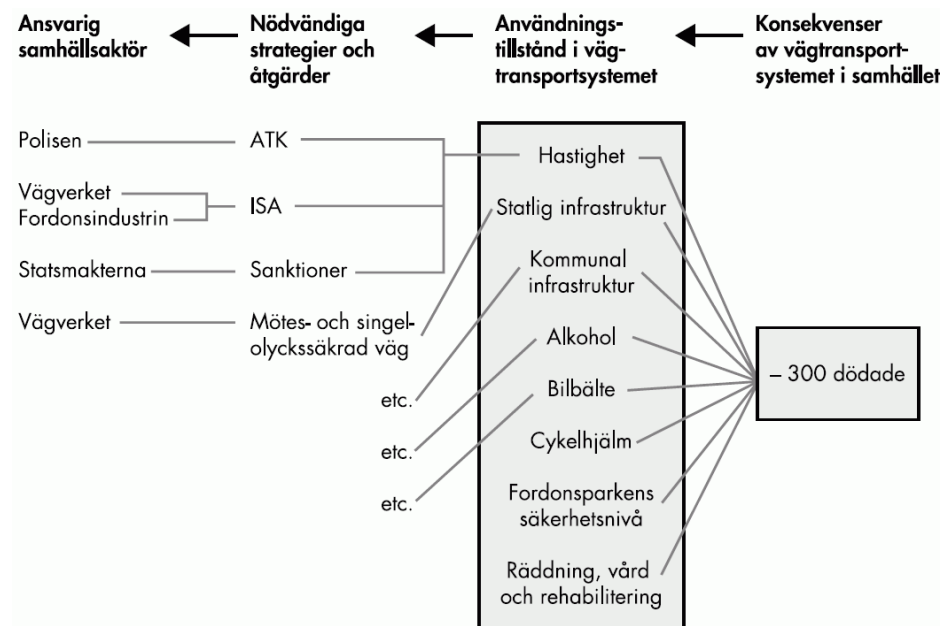 Ansvarig
samhällsaktör
Nödvändiga
strategier och
åtgärder
Användnings-
tillstånd i väg-
transportsystemet
Konsekvenser
av vägtransport-
systemet i samhället
Polisen
Vägverket
Fordonsindustrin
Statsmakterna
Vägverket
ATK
ISA
Sanktioner
Mötes- och singel-
olyckssäkrad väg
etc.
etc.
etc.
Hastighet
Statlig infrastruktur
Kommunal
infrastruktur
Alkohol
Bilbälte
Cykelhjälm
Fordonsparkens
säkerhetsnivå
Räddning, vård
och rehabilitering
– 300 dödade